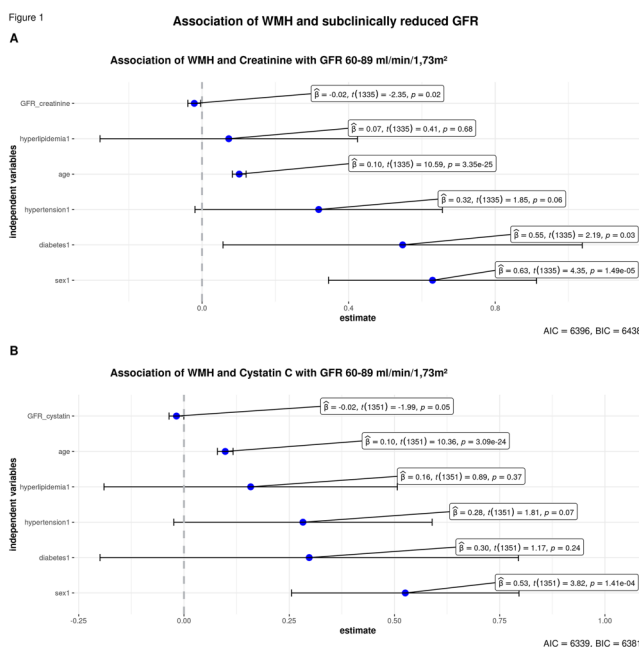 Figure 1
Association of WMH and subclinically reduced GFR
A
Association of WMH and Creatinine with GFR 60-89 ml/min/1,73m²
independent variables
GFR_creatinine
β̂ = -0.02, t(1335) = -2.35, p = 0.02
hyperlipidemia1
β̂ = 0.07, t(1335) = 0.41, p = 0.68
age
β̂ = 0.10, t(1335) = 10.59, p = 3.35e-25
hypertension1
β̂ = 0.32, t(1335) = 1.85, p = 0.06
diabetes1
β̂ = 0.55, t(1335) = 2.19, p = 0.03
sex1
β̂ = 0.63, t(1335) = 4.35, p = 1.49e-05
0.0 0.4 0.8
estimate
AIC = 6396, BIC = 6438
B
Association of WMH and Cystatin C with GFR 60-89 ml/min/1,73m²
independent variables
GFR_cystatin
β̂ = -0.02, t(1351) = -1.99, p = 0.05
age
β̂ = 0.10, t(1351) = 10.36, p = 3.09e-24
hyperlipidemia1
β̂ = 0.16, t(1351) = 0.89, p = 0.37
hypertension1
β̂ = 0.28, t(1351) = 1.81, p = 0.07
diabetes1
β̂ = 0.30, t(1351) = 1.17, p = 0.24
sex1
β̂ = 0.53, t(1351) = 3.82, p = 1.41e-04
-0.25 0.00 0.25 0.50 0.75 1.00
estimate
AIC = 6339, BIC = 6381